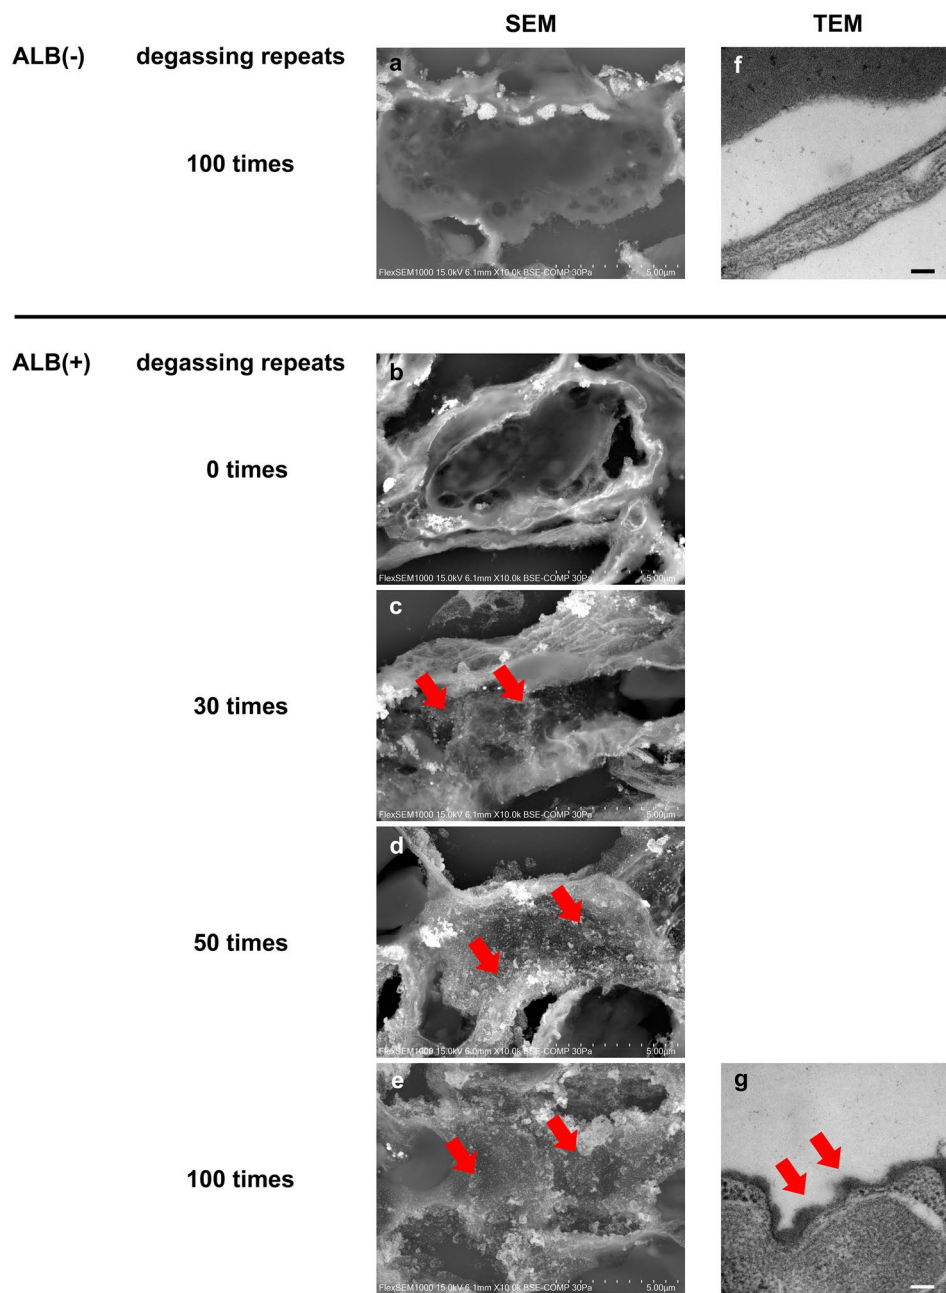 SEM
TEM
ALB(-) degassing repeats
a
f
100 times
FlexSEM1000 15.0kV 6.1mm X10.0k BSE-COMP 30Pa 5.00µm
ALB(+) degassing repeats
b
0 times
FlexSEM1000 15.0kV 6.1mm X10.0k BSE-COMP 30Pa 5.00µm
c
30 times
FlexSEM1000 15.0kV 6.1mm X10.0k BSE-COMP 30Pa 5.00µm
d
50 times
FlexSEM1000 15.0kV 6.0mm X10.0k BSE-COMP 30Pa 5.00µm
e
g
100 times
FlexSEM1000 15.0kV 6.1mm X10.0k BSE-COMP 30Pa 5.00µm